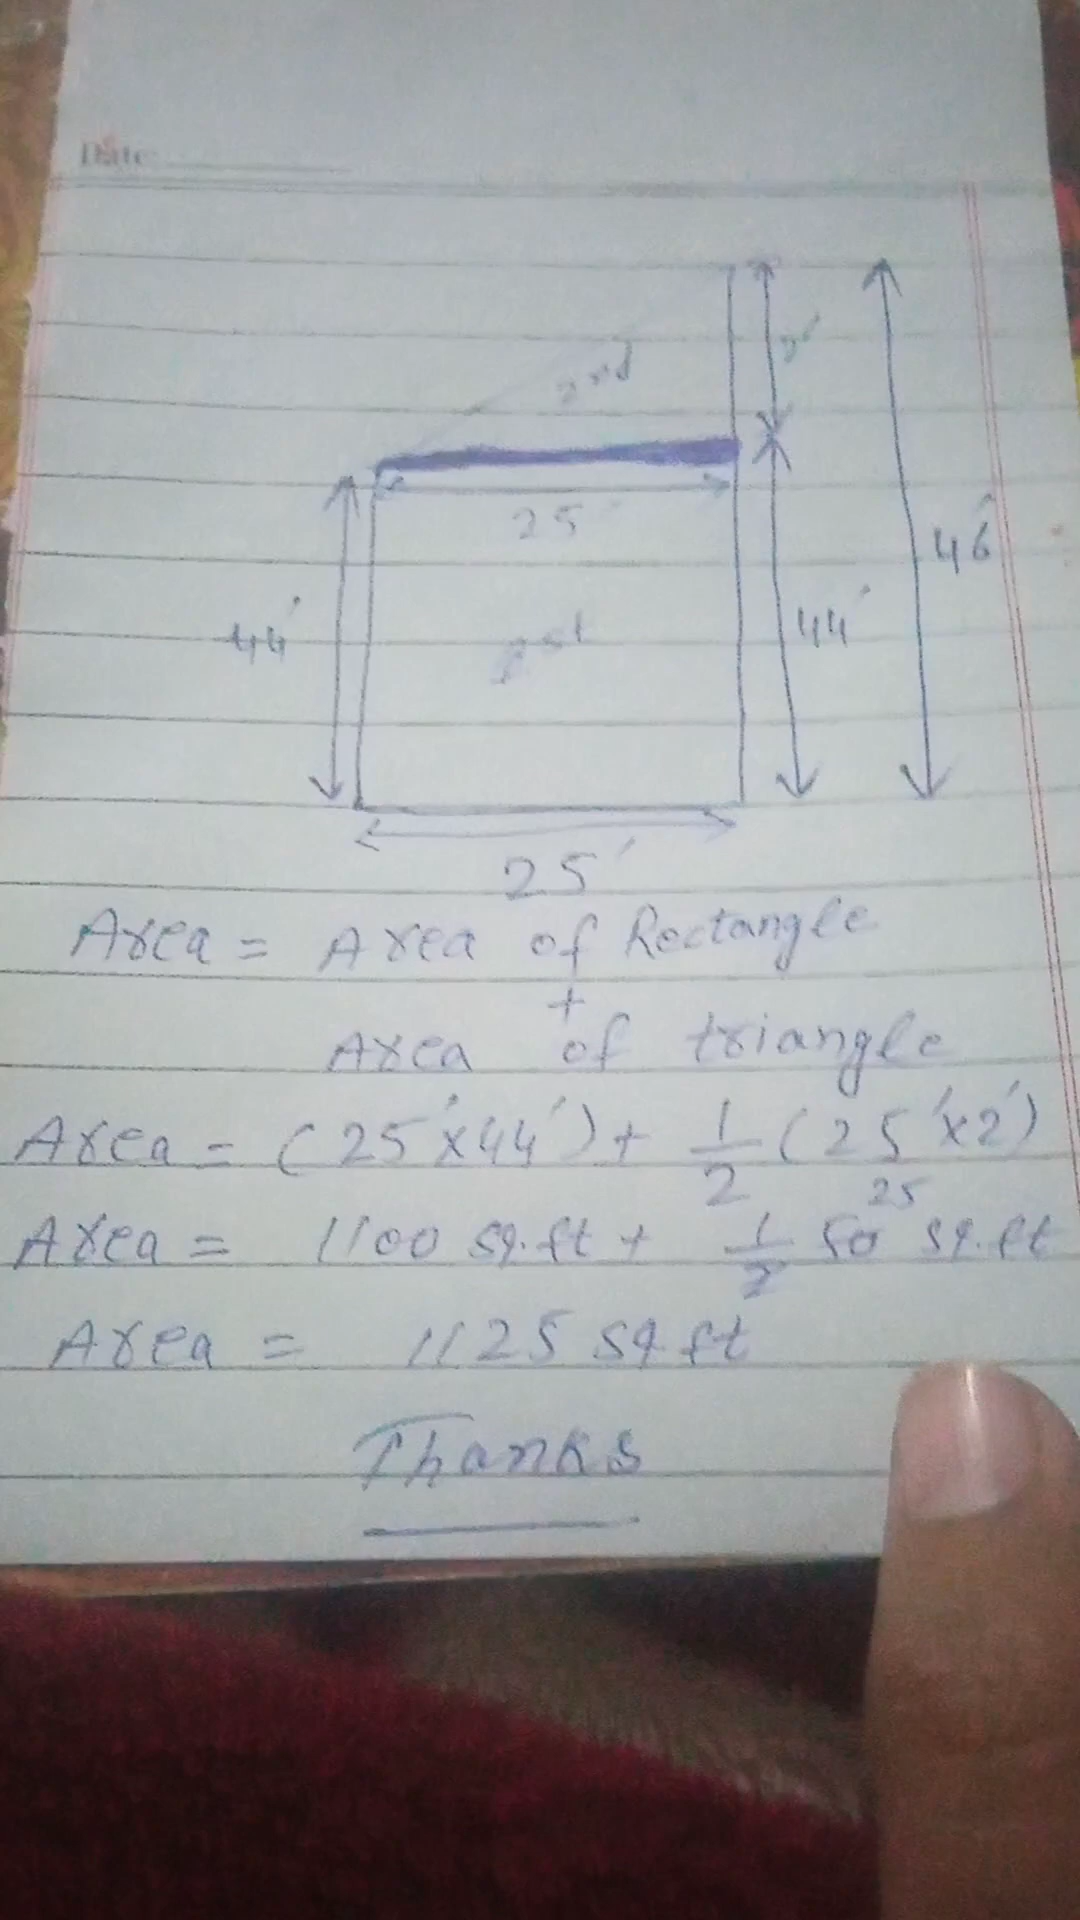 Date
2nd
2'
25'
46'
44'
1st
44'
25'
Area = Area of Rectangle
+
Area of triangle
Area = (25'x44') + 1/2 (25'x2')
25
Area = 1100 sq.ft + 1/2 50 sq.ft
Area = 1125 sq.ft
Thanks